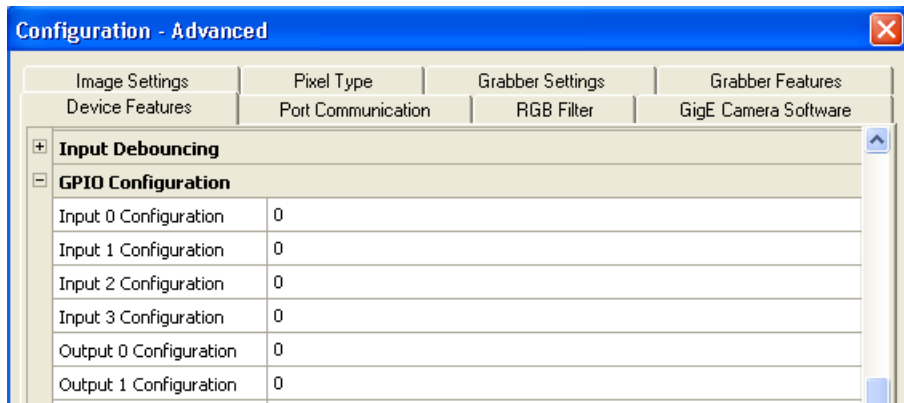 Configuration - Advanced
Image Settings Pixel Type Grabber Settings Grabber Features
Device Features Port Communication RGB Filter GigE Camera Software
Input Debouncing
GPIO Configuration
Input 0 Configuration 0
Input 1 Configuration 0
Input 2 Configuration 0
Input 3 Configuration 0
Output 0 Configuration 0
Output 1 Configuration 0